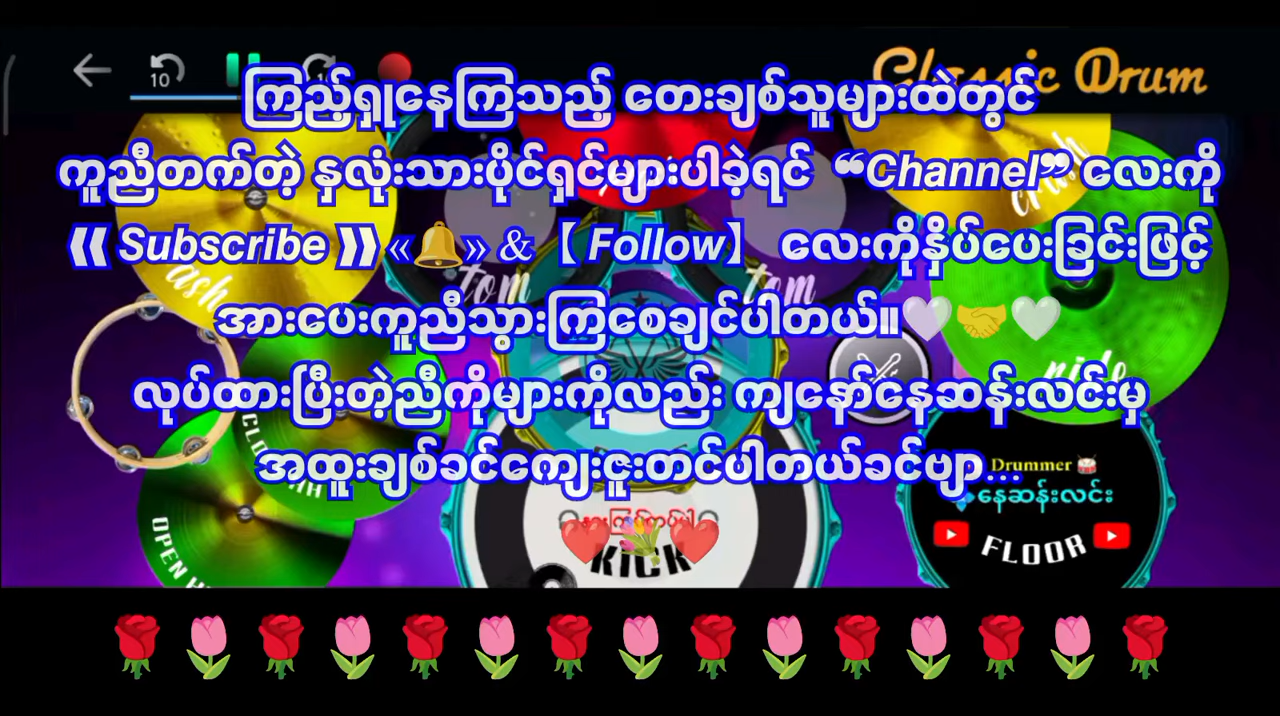 10
Classic Drum
ကြည့်ရှုနေကြသည့် တေးချစ်သူများထဲတွင်
ကူညီတက်တဲ့ နှလုံးသားပိုင်ရှင်များပါခဲ့ရင် “Channel” လေးကို
⟪ Subscribe ⟫«🔔» & 【 Follow】 လေးကိုနှိပ်ပေးခြင်းဖြင့်
အားပေးကူညီသွားကြစေချင်ပါတယ်။🤍🤝🤍
လုပ်ထားပြီးတဲ့ညီကိုများကိုလည်း ကျနော်နေဆန်းလင်းမှ
အထူးချစ်ခင်ကျေးဇူးတင်ပါတယ်ခင်ဗျာ...
❤️💐❤️
crash
tom
tom
ride
Drummer 🥁
နေဆန်းလင်း
FLOOR
KICK
🌹🌷🌹🌷🌹🌷🌹🌷🌹🌷🌹🌷🌹🌷🌹